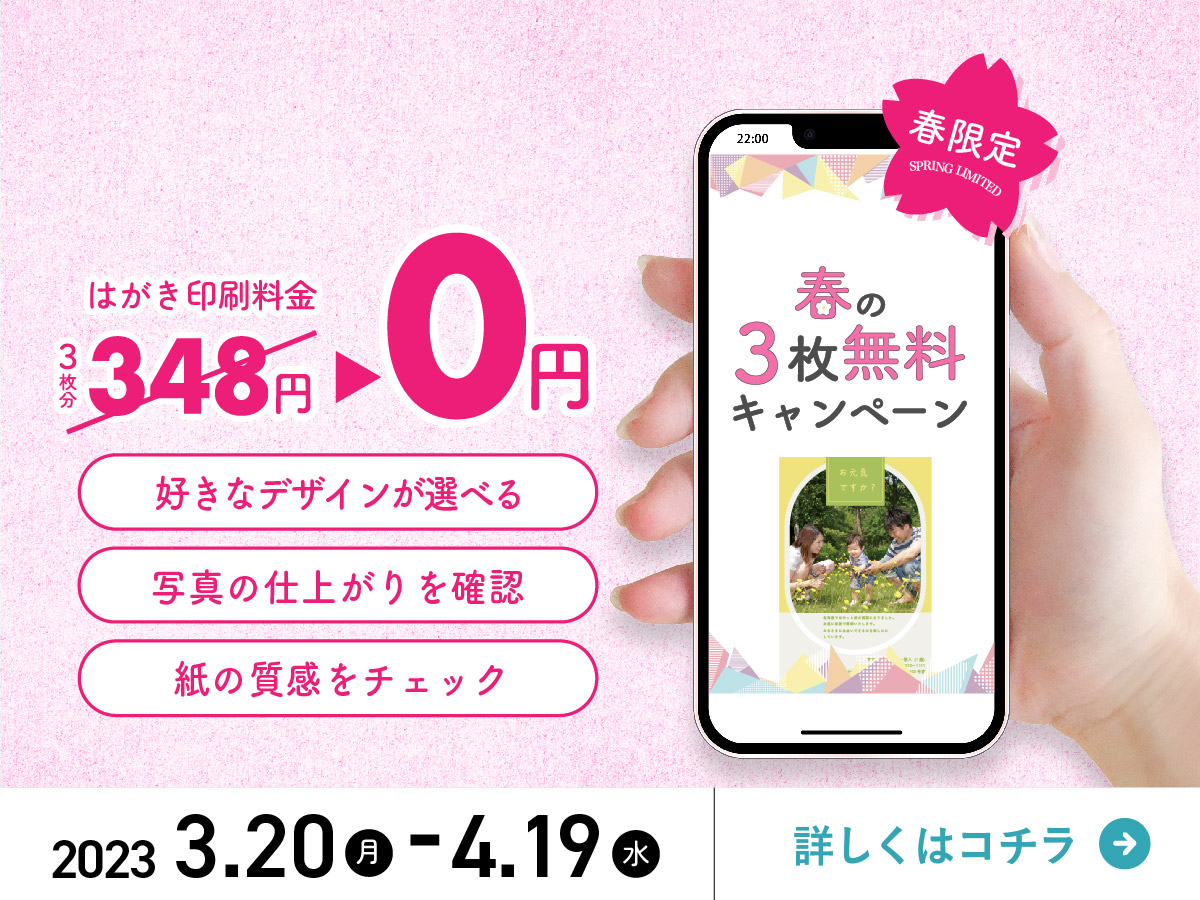 はがき印刷料金
3枚分
348円
0円
好きなデザインが選べる
写真の仕上がりを確認
紙の質感をチェック
22:00
春限定
SPRING LIMITED
春の
3枚無料
キャンペーン
お元気
ですか?
2023 3.20 月 - 4.19 水
詳しくはコチラ